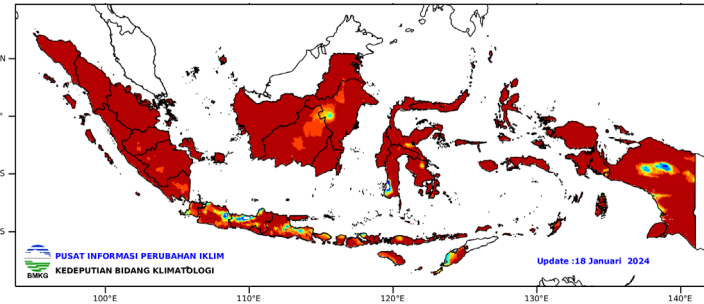 N
°
S
S
PUSAT INFORMASI PERUBAHAN IKLIM
Update :18 Januari 2024
BMKG
KEDEPUTIAN BIDANG KLIMATOLOGI
100°E 110°E 120°E 130°E 140°E